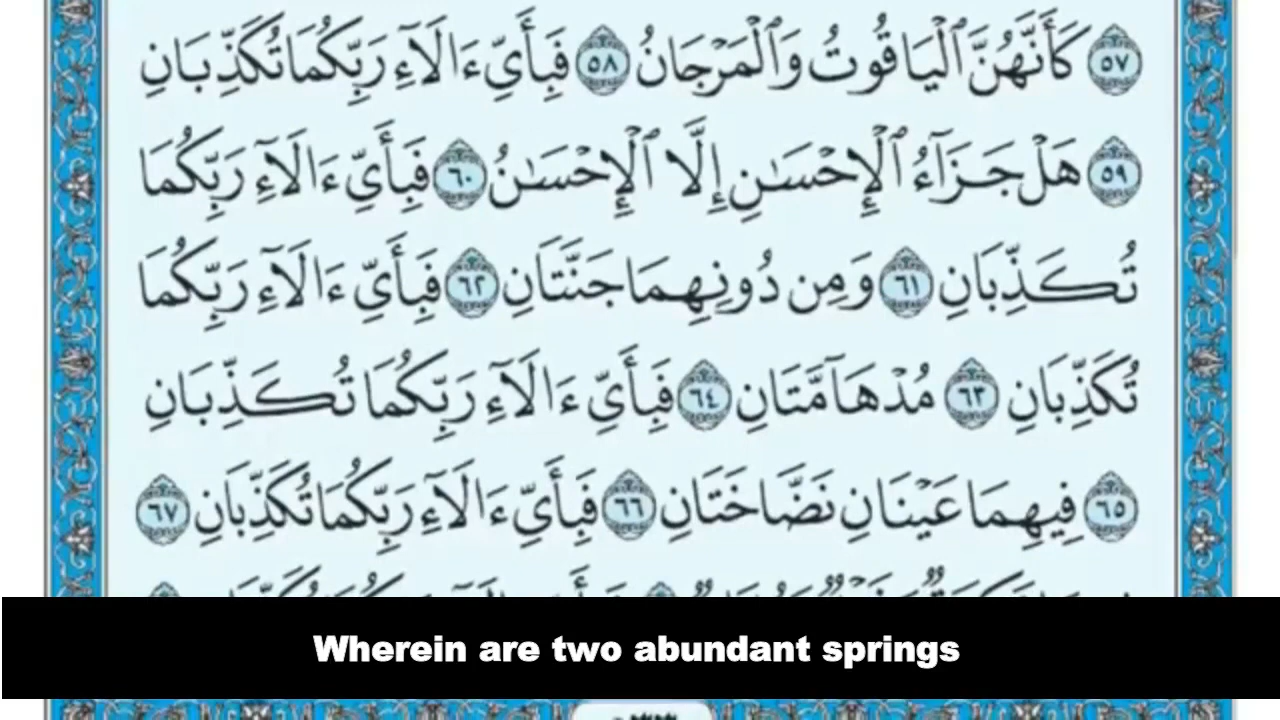 ٥٧ كَأَنَّهُنَّ ٱلْيَاقُوتُ وَٱلْمَرْجَانُ ٥٨ فَبِأَيِّ ءَالَآءِ رَبِّكُمَا تُكَذِّبَانِ
٥٩ هَلْ جَزَآءُ ٱلْإِحْسَٰنِ إِلَّا ٱلْإِحْسَٰنُ ٦٠ فَبِأَيِّ ءَالَآءِ رَبِّكُمَا
تُكَذِّبَانِ ٦١ وَمِن دُونِهِمَا جَنَّتَانِ ٦٢ فَبِأَيِّ ءَالَآءِ رَبِّكُمَا
تُكَذِّبَانِ ٦٣ مُدْهَآمَّتَانِ ٦٤ فَبِأَيِّ ءَالَآءِ رَبِّكُمَا تُكَذِّبَانِ
٦٥ فِيهِمَا عَيْنَانِ نَضَّاخَتَانِ ٦٦ فَبِأَيِّ ءَالَآءِ رَبِّكُمَا تُكَذِّبَانِ ٦٧
Wherein are two abundant springs